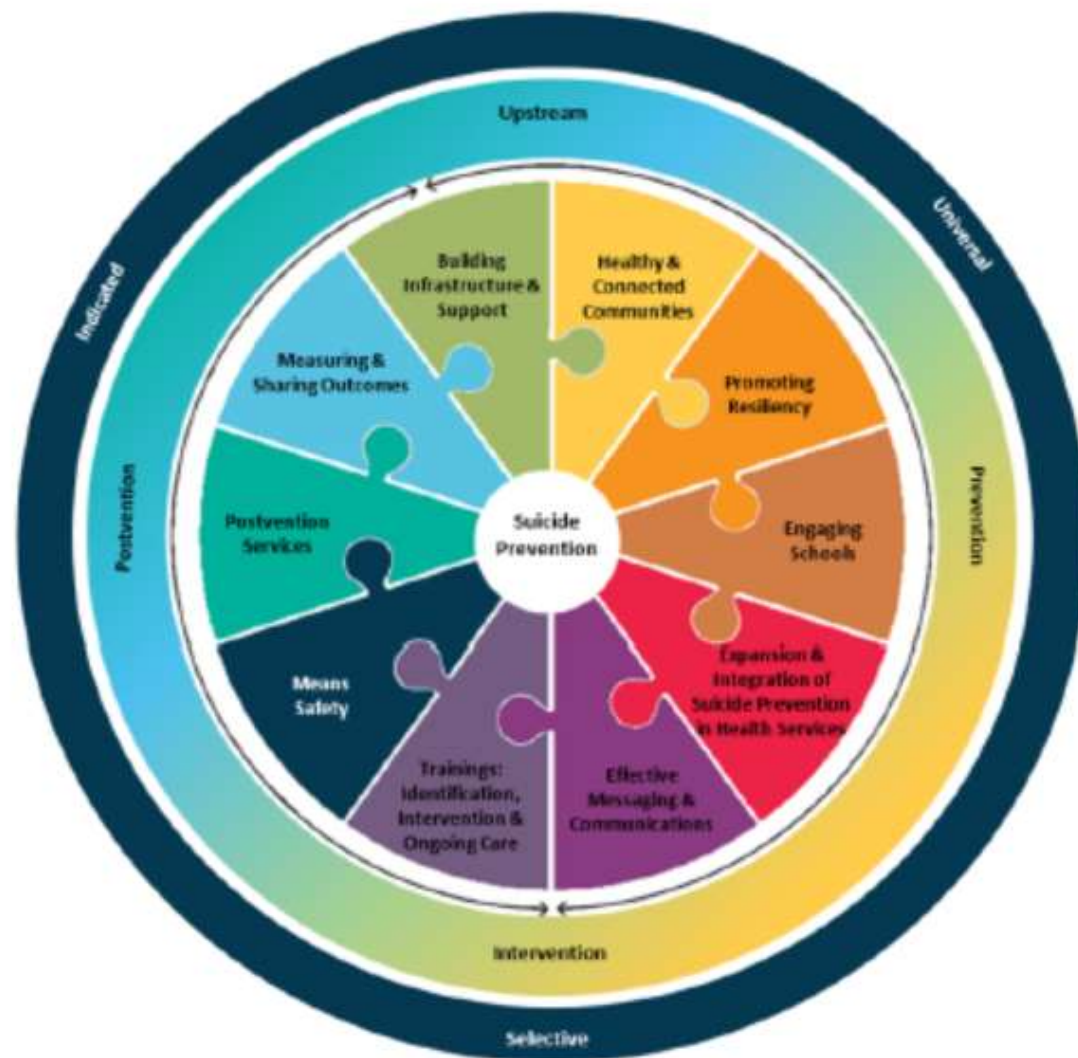 Upstream
Universal
Indicated
Building
Infrastructure &
Support
Healthy &
Connected
Communities
Measuring &
Sharing Outcomes
Promoting
Resiliency
Postvention
Postvention
Services
Suicide
Prevention
Engaging
Schools
Prevention
Means
Safety
Expansion &
Integration of
Suicide Prevention
in Health Services
Trainings:
Identification,
Intervention &
Ongoing Care
Effective
Messaging &
Communications
Intervention
Selective